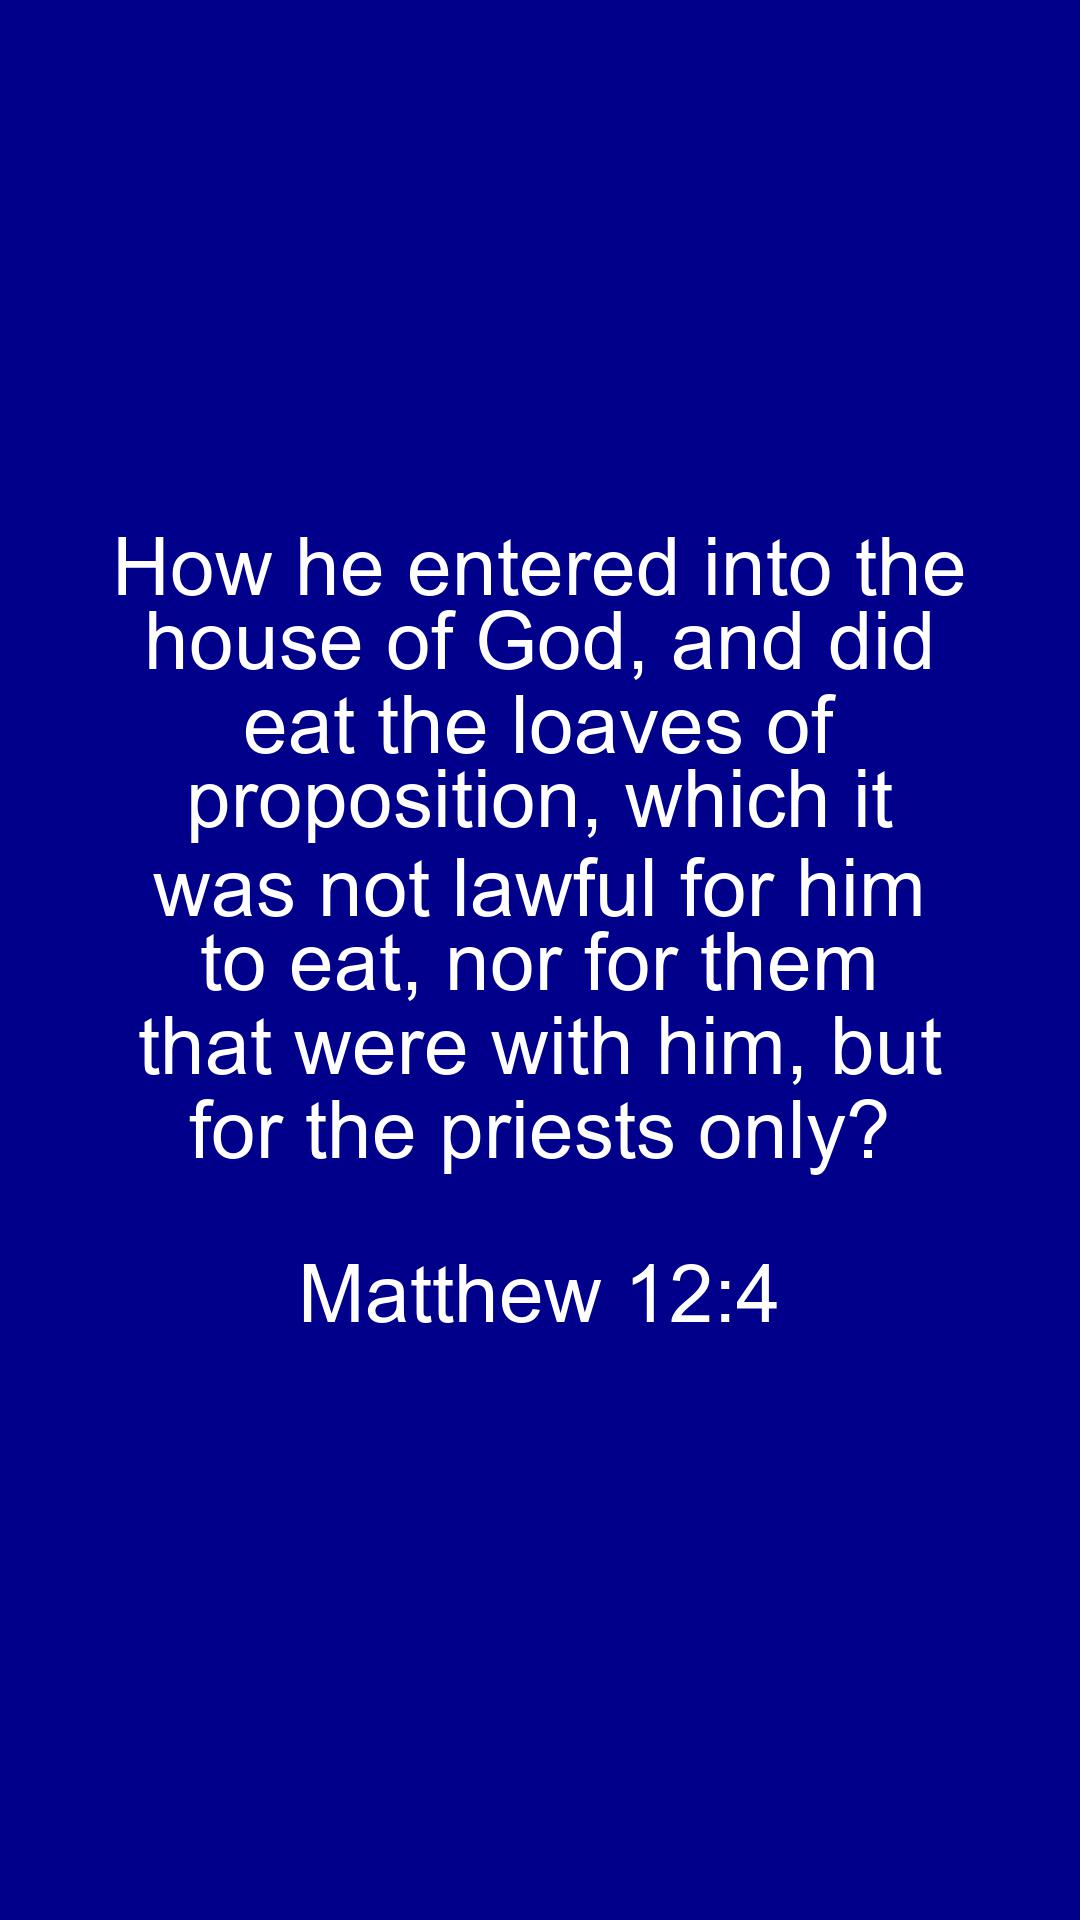 How he entered into the
house of God, and did
eat the loaves of
proposition, which it
was not lawful for him
to eat, nor for them
that were with him, but
for the priests only?
Matthew 12:4